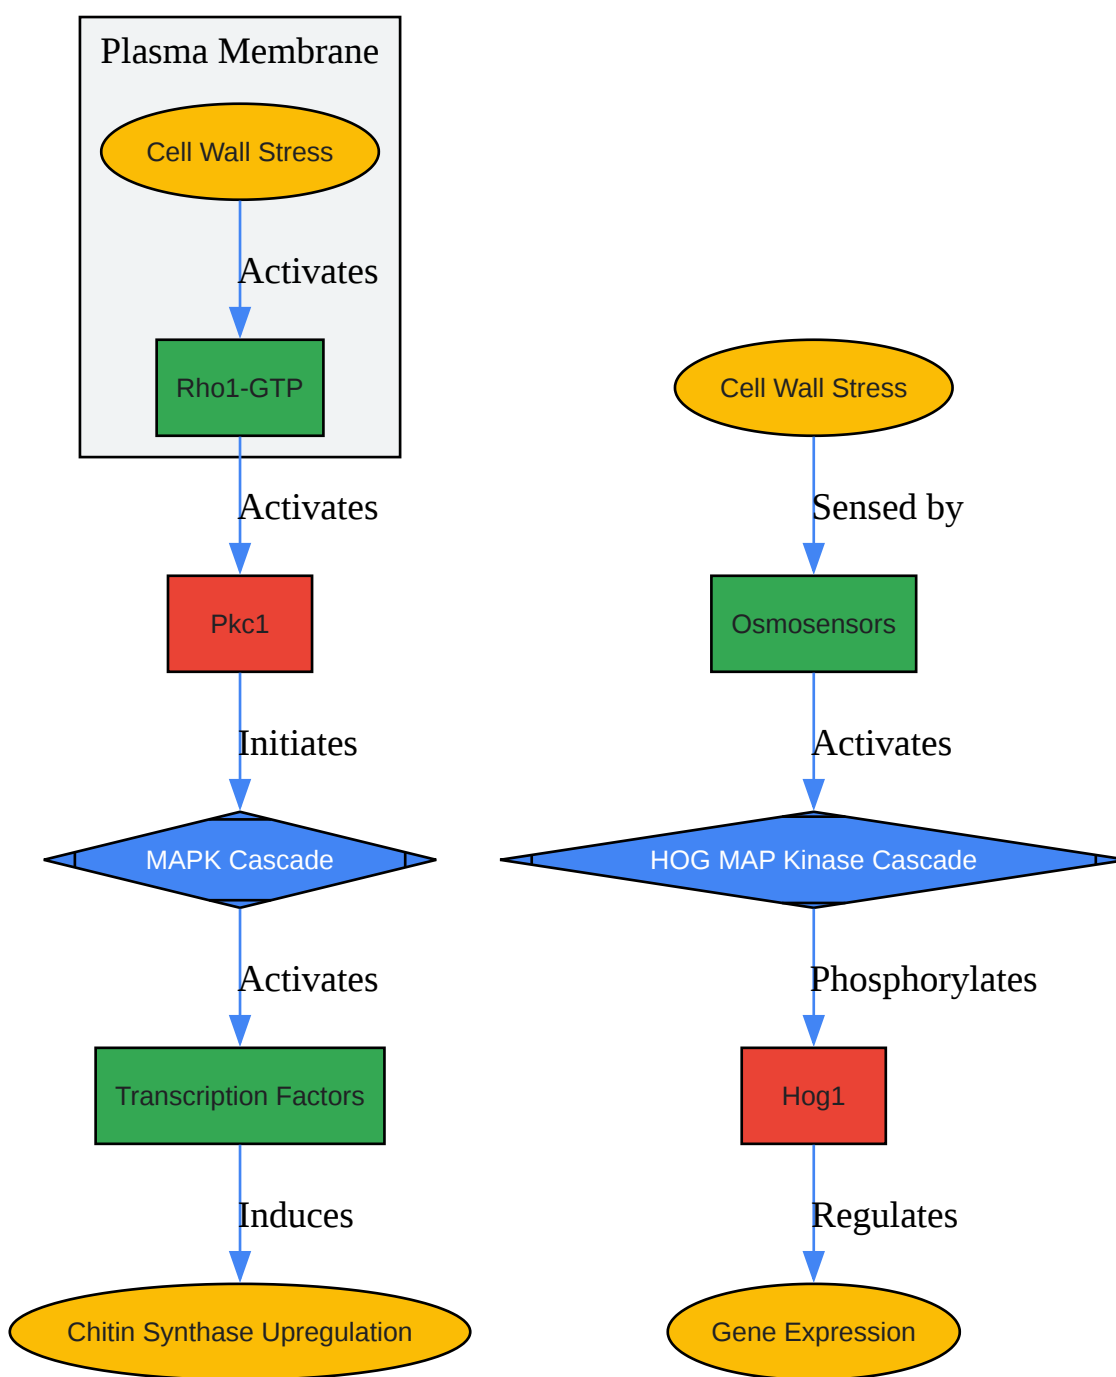 Plasma Membrane
Cell Wall Stress
Activates
Rho1-GTP
Activates
Pkc1
Initiates
MAPK Cascade
Activates
Transcription Factors
Induces
Chitin Synthase Upregulation
Cell Wall Stress
Sensed by
Osmosensors
Activates
HOG MAP Kinase Cascade
Phosphorylates
Hog1
Regulates
Gene Expression